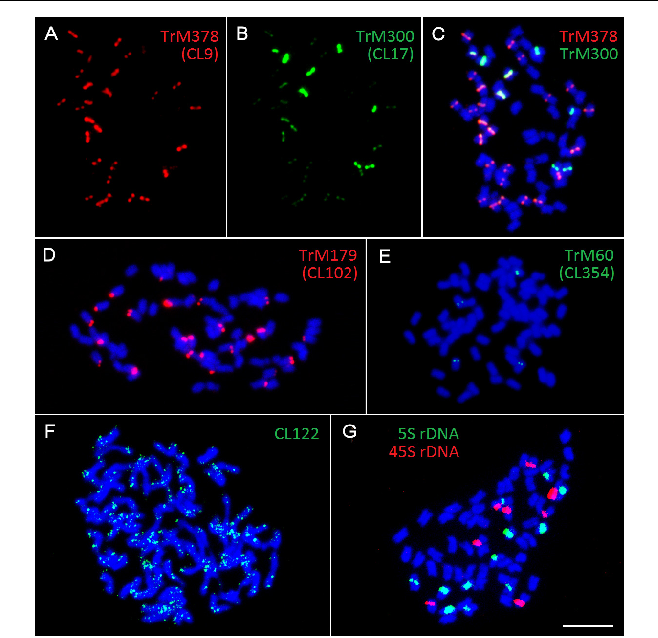 A
TrM378
(CL9)
B
TrM300
(CL17)
C
TrM378
TrM300
D
TrM179
(CL102)
E
TrM60
(CL354)
F
CL122
G
5S rDNA
45S rDNA